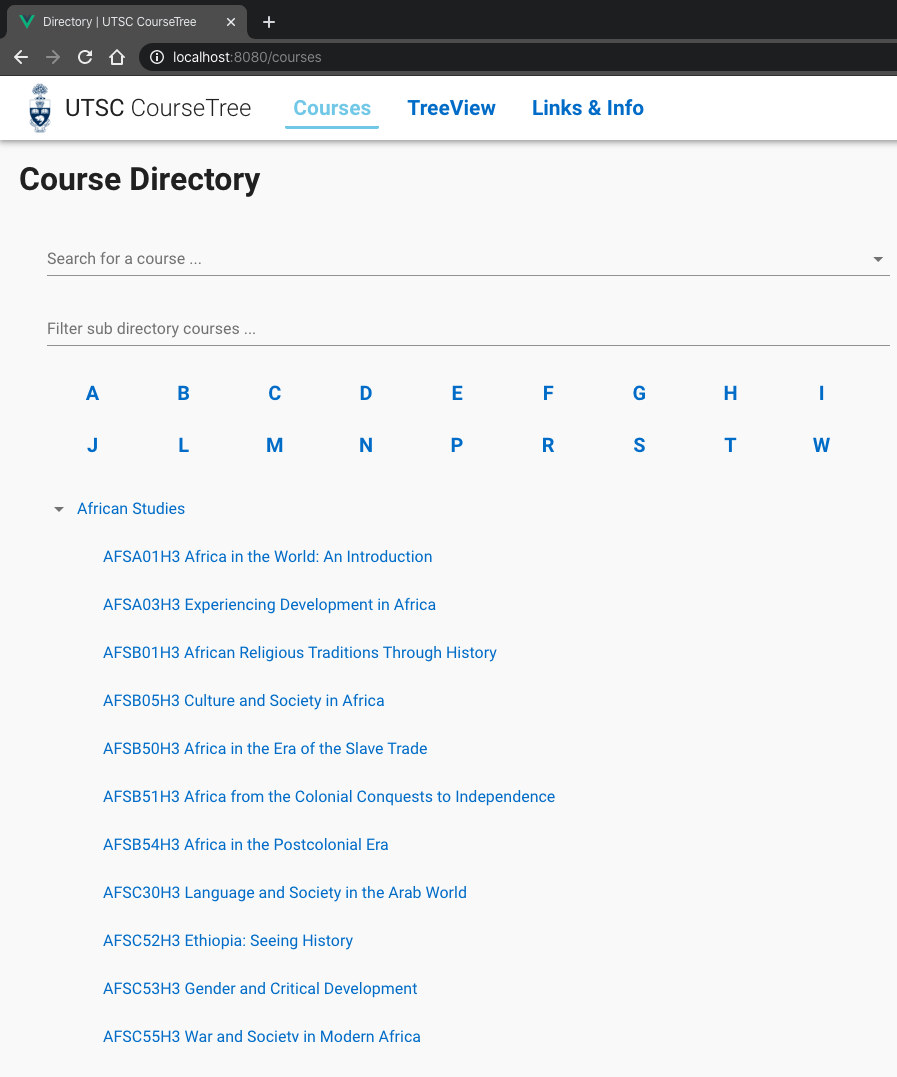 Directory | UTSC CourseTree
localhost:8080/courses
UTSC CourseTree Courses TreeView Links & Info
Course Directory
Search for a course ...
Filter sub directory courses ...
A B C D E F G H I
J L M N P R S T W
African Studies
AFSA01H3 Africa in the World: An Introduction
AFSA03H3 Experiencing Development in Africa
AFSB01H3 African Religious Traditions Through History
AFSB05H3 Culture and Society in Africa
AFSB50H3 Africa in the Era of the Slave Trade
AFSB51H3 Africa from the Colonial Conquests to Independence
AFSB54H3 Africa in the Postcolonial Era
AFSC30H3 Language and Society in the Arab World
AFSC52H3 Ethiopia: Seeing History
AFSC53H3 Gender and Critical Development
AFSC55H3 War and Society in Modern Africa